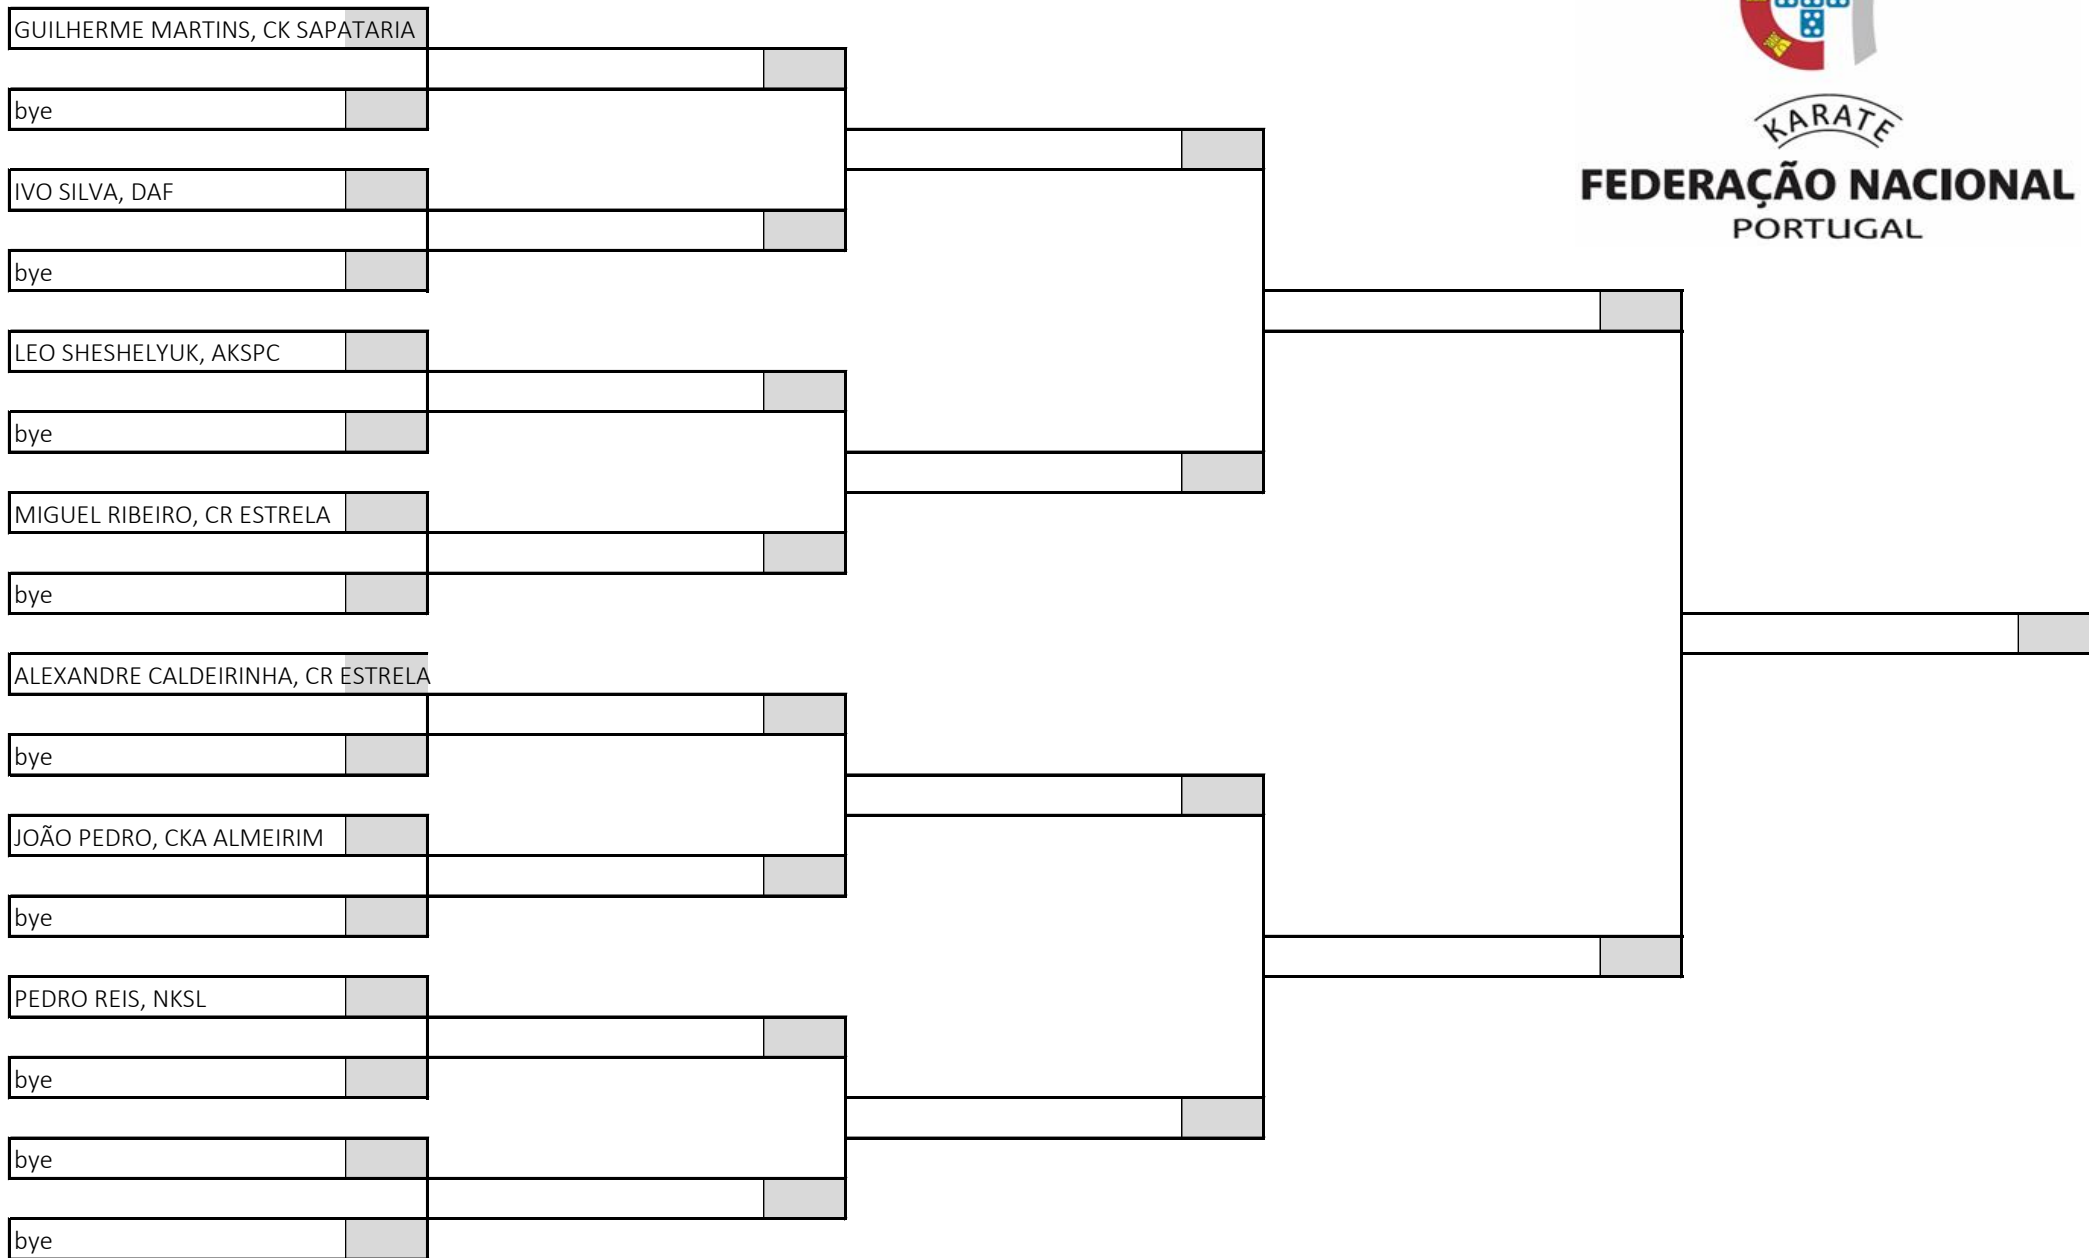 GUILHERME MARTINS, CK SAPATARIA
bye
IVO SILVA, DAF
bye
LEO SHESHELYUK, AKSPC
bye
MIGUEL RIBEIRO, CR ESTRELA
bye
ALEXANDRE CALDEIRINHA, CR ESTRELA
bye
JOÃO PEDRO, CKA ALMEIRIM
bye
PEDRO REIS, NKSL
bye
bye
bye
KARATE
FEDERAÇÃO NACIONAL
PORTUGAL